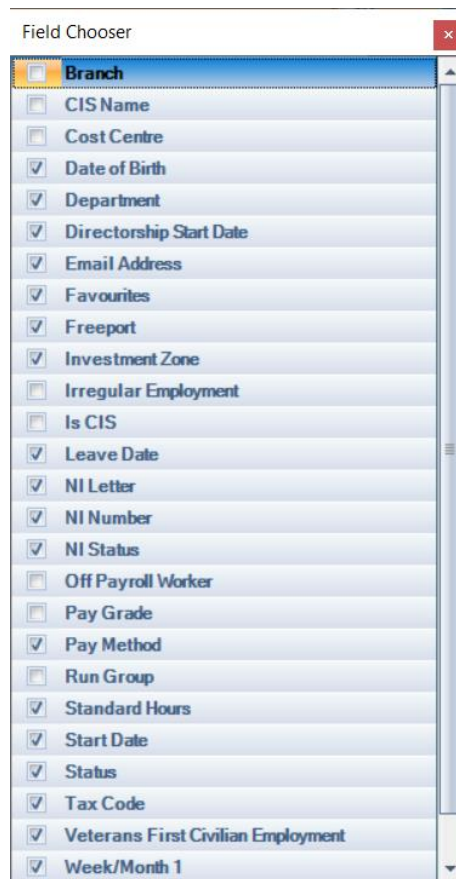 Field Chooser
Branch
CIS Name
Cost Centre
Date of Birth
Department
Directorship Start Date
Email Address
Favourites
Freeport
Investment Zone
Irregular Employment
Is CIS
Leave Date
NI Letter
NI Number
NI Status
Off Payroll Worker
Pay Grade
Pay Method
Run Group
Standard Hours
Start Date
Status
Tax Code
Veterans First Civilian Employment
Week/Month 1